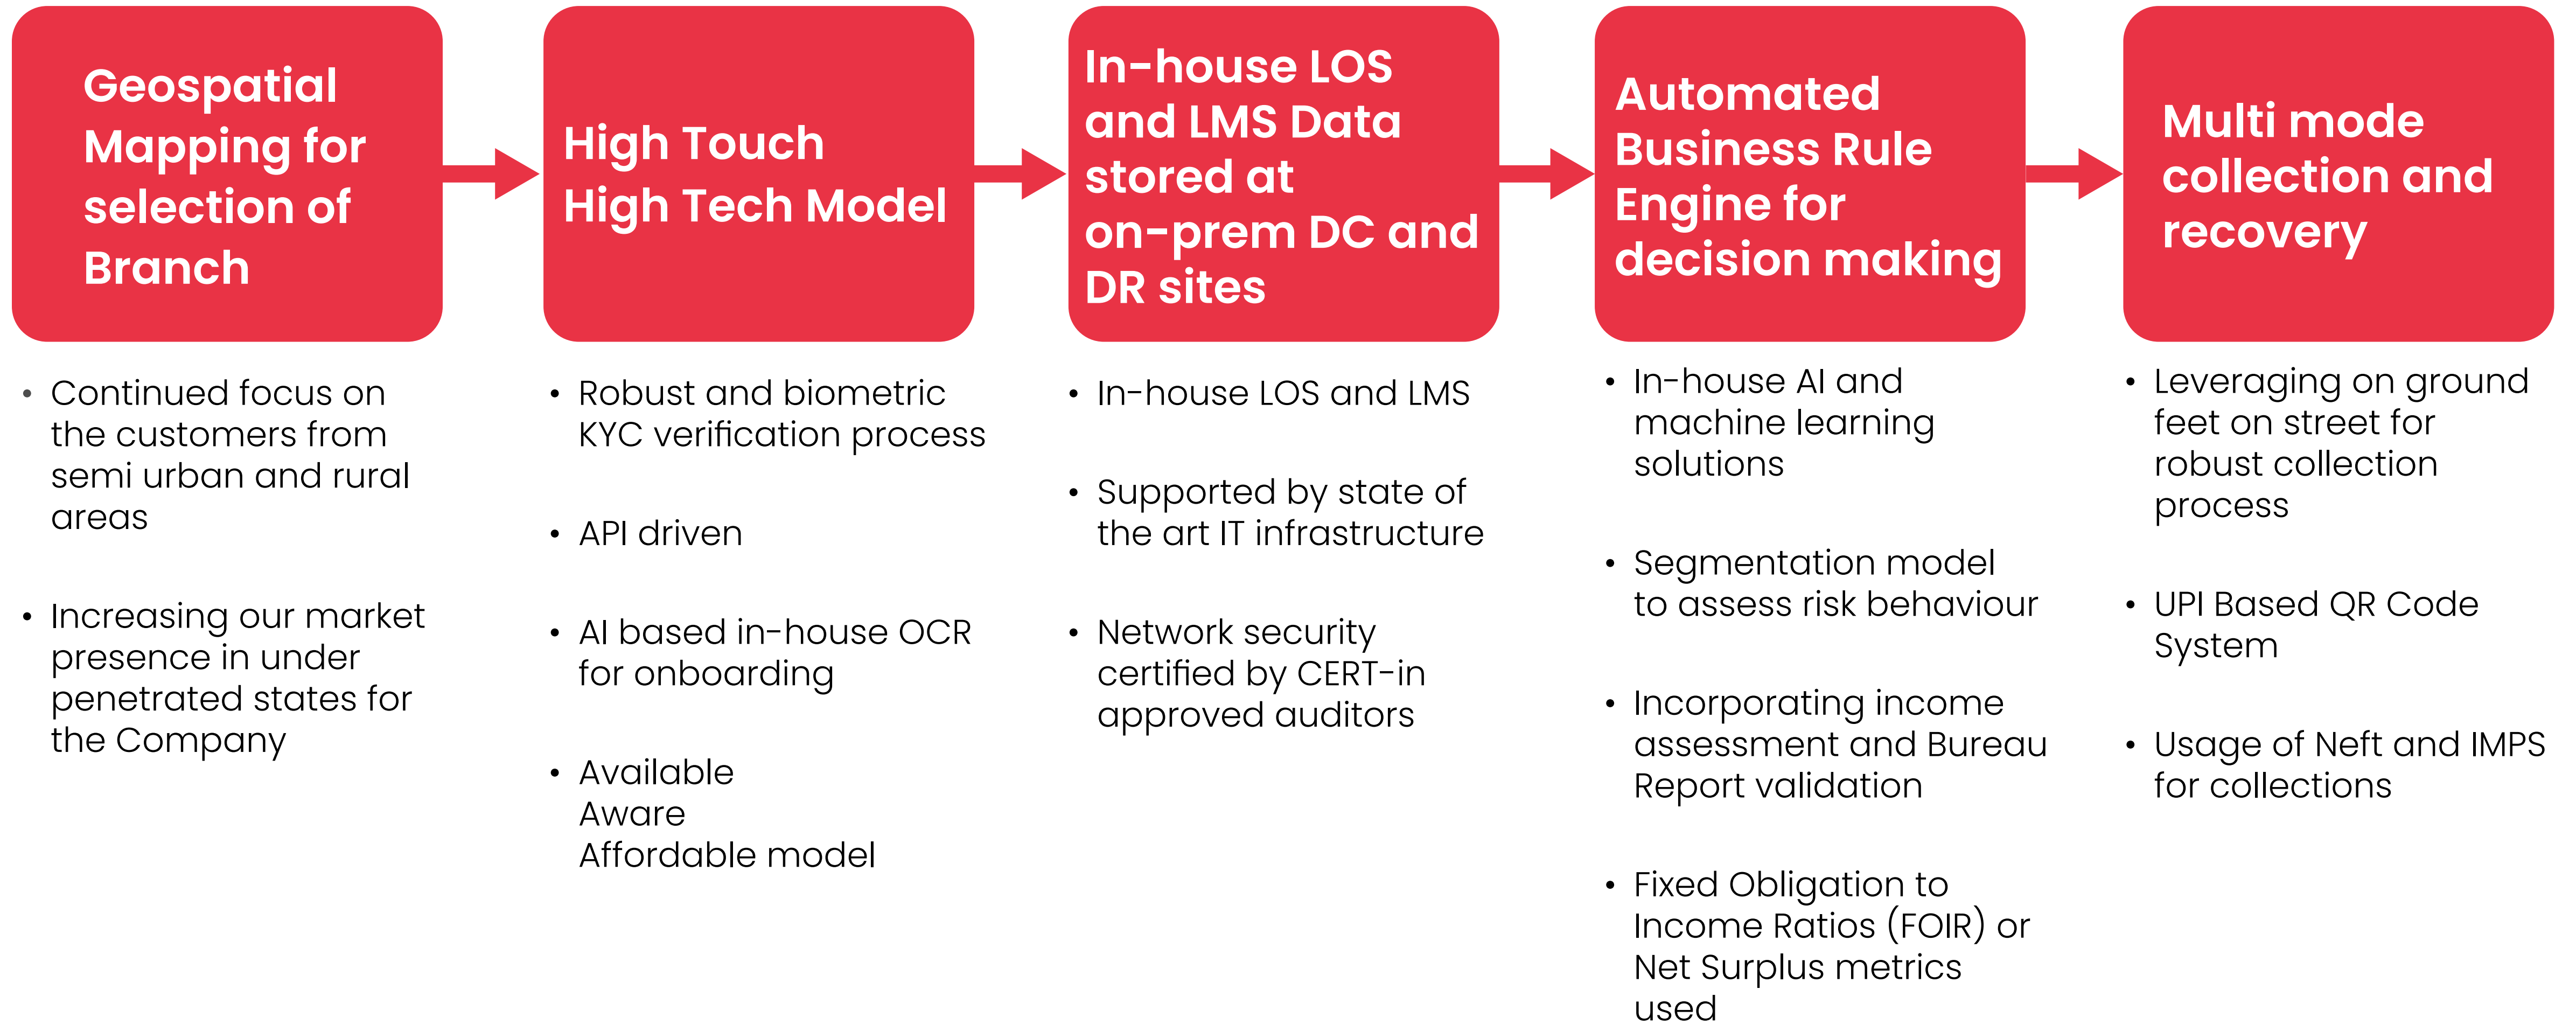 Geospatial
Mapping for
selection of
Branch
High Touch
High Tech Model
In-house LOS
and LMS Data
stored at
on-prem DC and
DR sites
Automated
Business Rule
Engine for
decision making
Multi mode
collection and
recovery
• Continued focus on
the customers from
semi urban and rural
areas
• Increasing our market
presence in under
penetrated states for
the Company
• Robust and biometric
KYC verification process
• API driven
• AI based in-house OCR
for onboarding
• Available
Aware
Affordable model
• In-house LOS and LMS
• Supported by state of
the art IT infrastructure
• Network security
certified by CERT-in
approved auditors
• In-house AI and
machine learning
solutions
• Segmentation model
to assess risk behaviour
• Incorporating income
assessment and Bureau
Report validation
• Fixed Obligation to
Income Ratios (FOIR) or
Net Surplus metrics
used
• Leveraging on ground
feet on street for
robust collection
process
• UPI Based QR Code
System
• Usage of Neft and IMPS
for collections